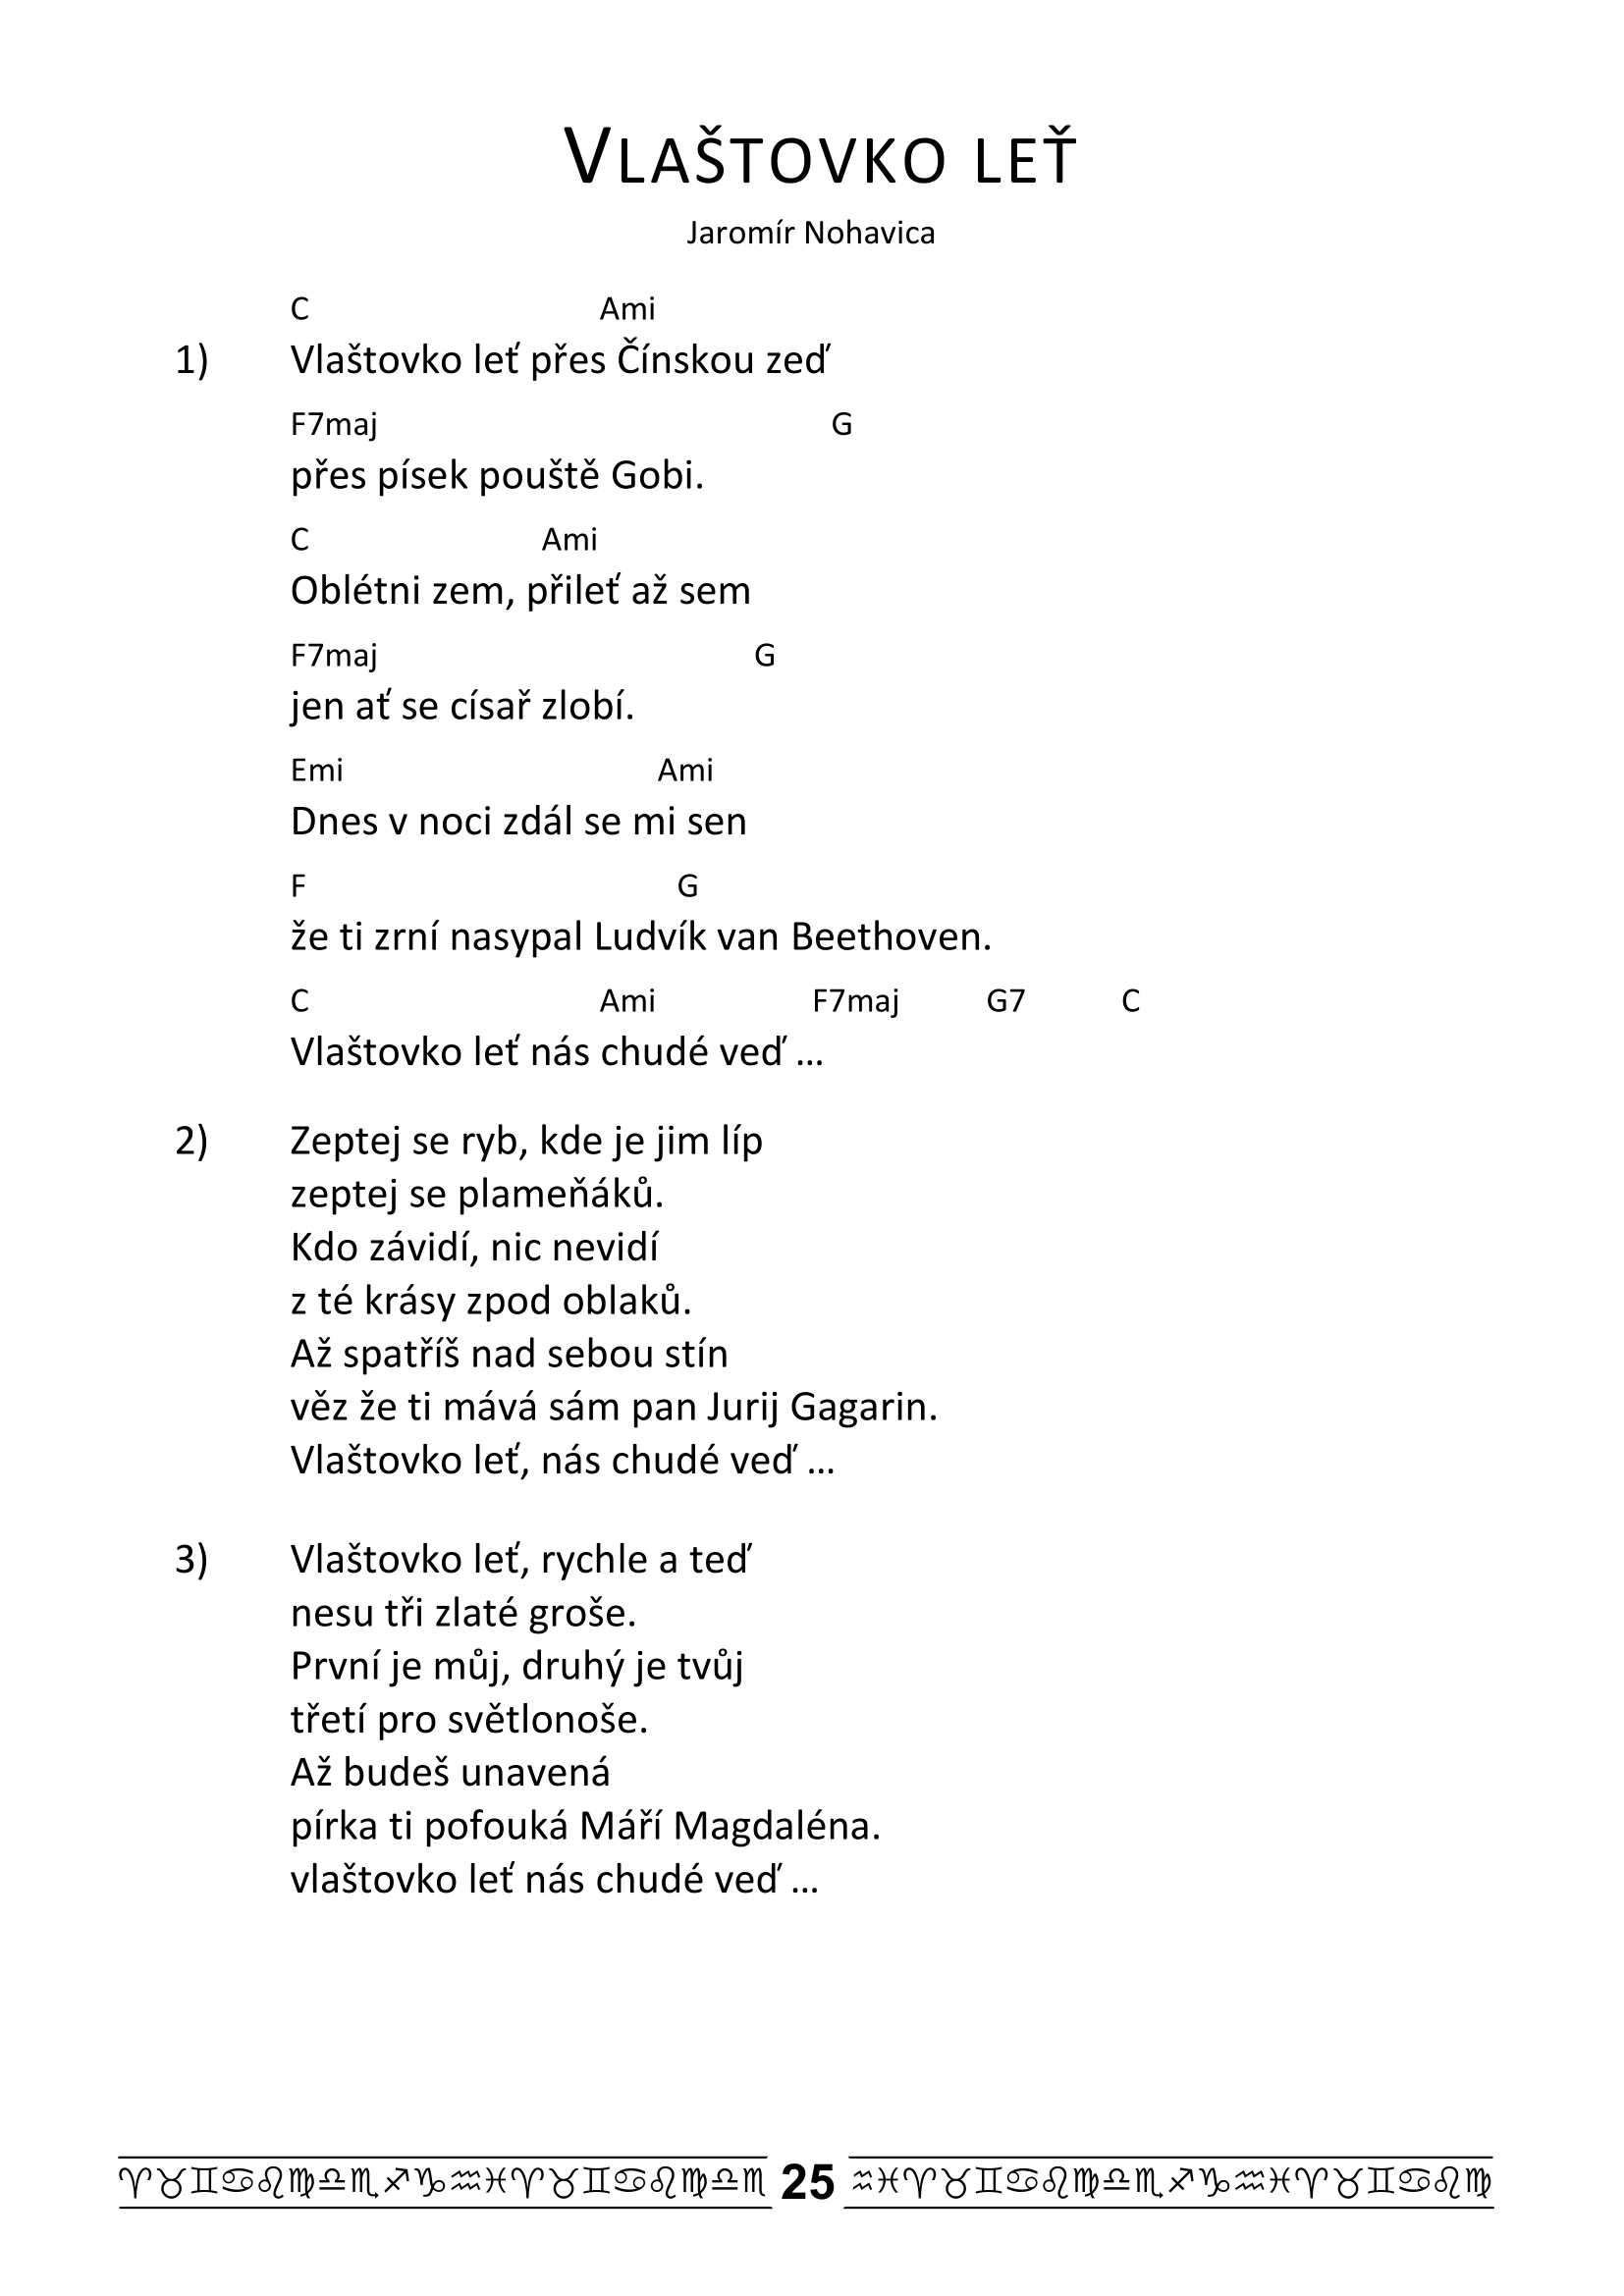 VLAŠTOVKO LEŤ
Jaromír Nohavica
C Ami
1) Vlaštovko leť přes Čínskou zeď
F7maj G
přes písek pouště Gobi.
C Ami
Oblétni zem, přileť až sem
F7maj G
jen ať se císař zlobí.
Emi Ami
Dnes v noci zdál se mi sen
F G
že ti zrní nasypal Ludvík van Beethoven.
C Ami F7maj G7 C
Vlaštovko leť nás chudé veď ...
2) Zeptej se ryb, kde je jim líp
zeptej se plameňáků.
Kdo závidí, nic nevidí
z té krásy zpod oblaků.
Až spatříš nad sebou stín
věz že ti mává sám pan Jurij Gagarin.
Vlaštovko leť, nás chudé veď ...
3) Vlaštovko leť, rychle a teď
nesu tři zlaté groše.
První je můj, druhý je tvůj
třetí pro světlonoše.
Až budeš unavená
pírka ti pofouká Máří Magdaléna.
vlaštovko leť nás chudé veď ...
♈♉♊♋♌♍♎♏♐♑♒♓♈♉♊♋♌♍♎♏ 25 ♒♓♈♉♊♋♌♍♎♏♐♑♒♓♈♉♊♋♌♍